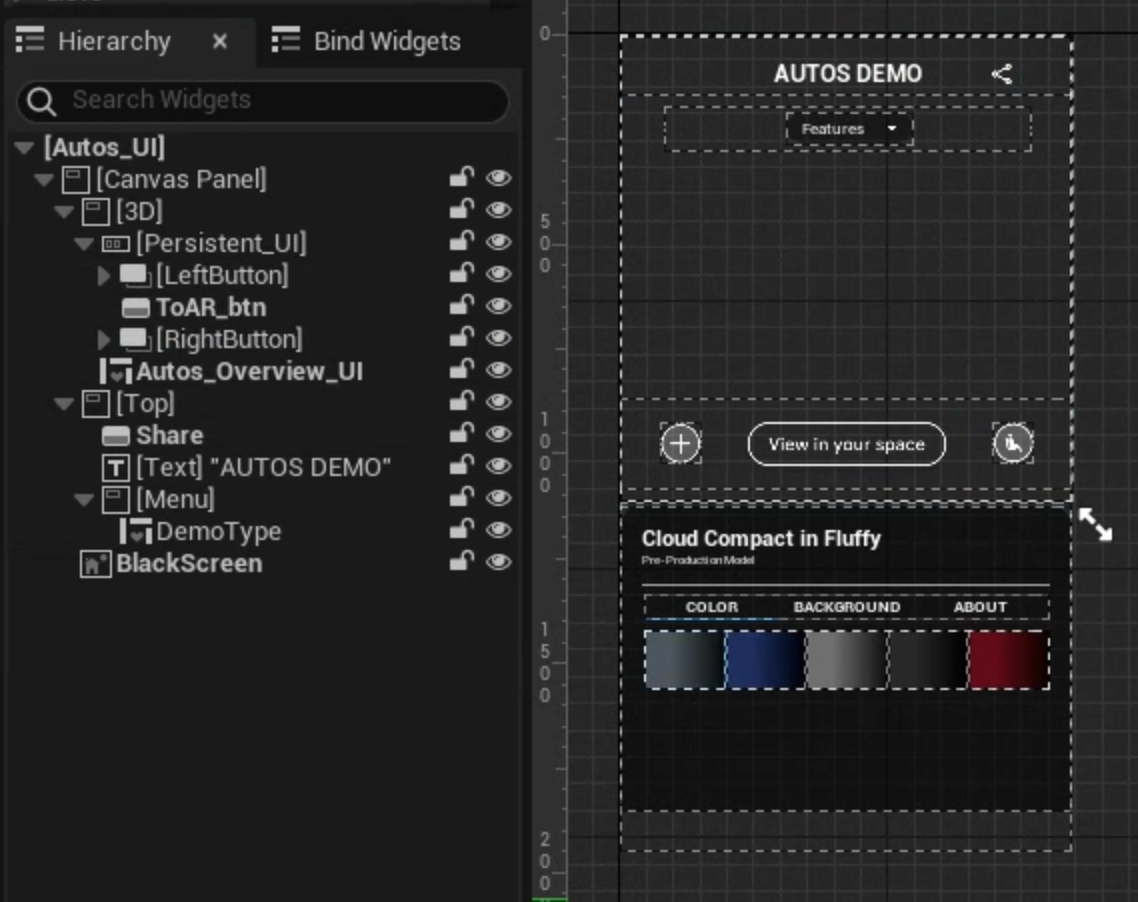 Hierarchy
Bind Widgets
Search Widgets
[Autos_UI]
[Canvas Panel]
[3D]
[Persistent_UI]
[LeftButton]
ToAR_btn
[RightButton]
Autos_Overview_UI
[Top]
Share
[Text] "AUTOS DEMO"
[Menu]
DemoType
BlackScreen
0
500
1000
1500
200
AUTOS DEMO
Features
View in your space
Cloud Compact in Fluffy
Pre-Production Model
COLOR BACKGROUND ABOUT